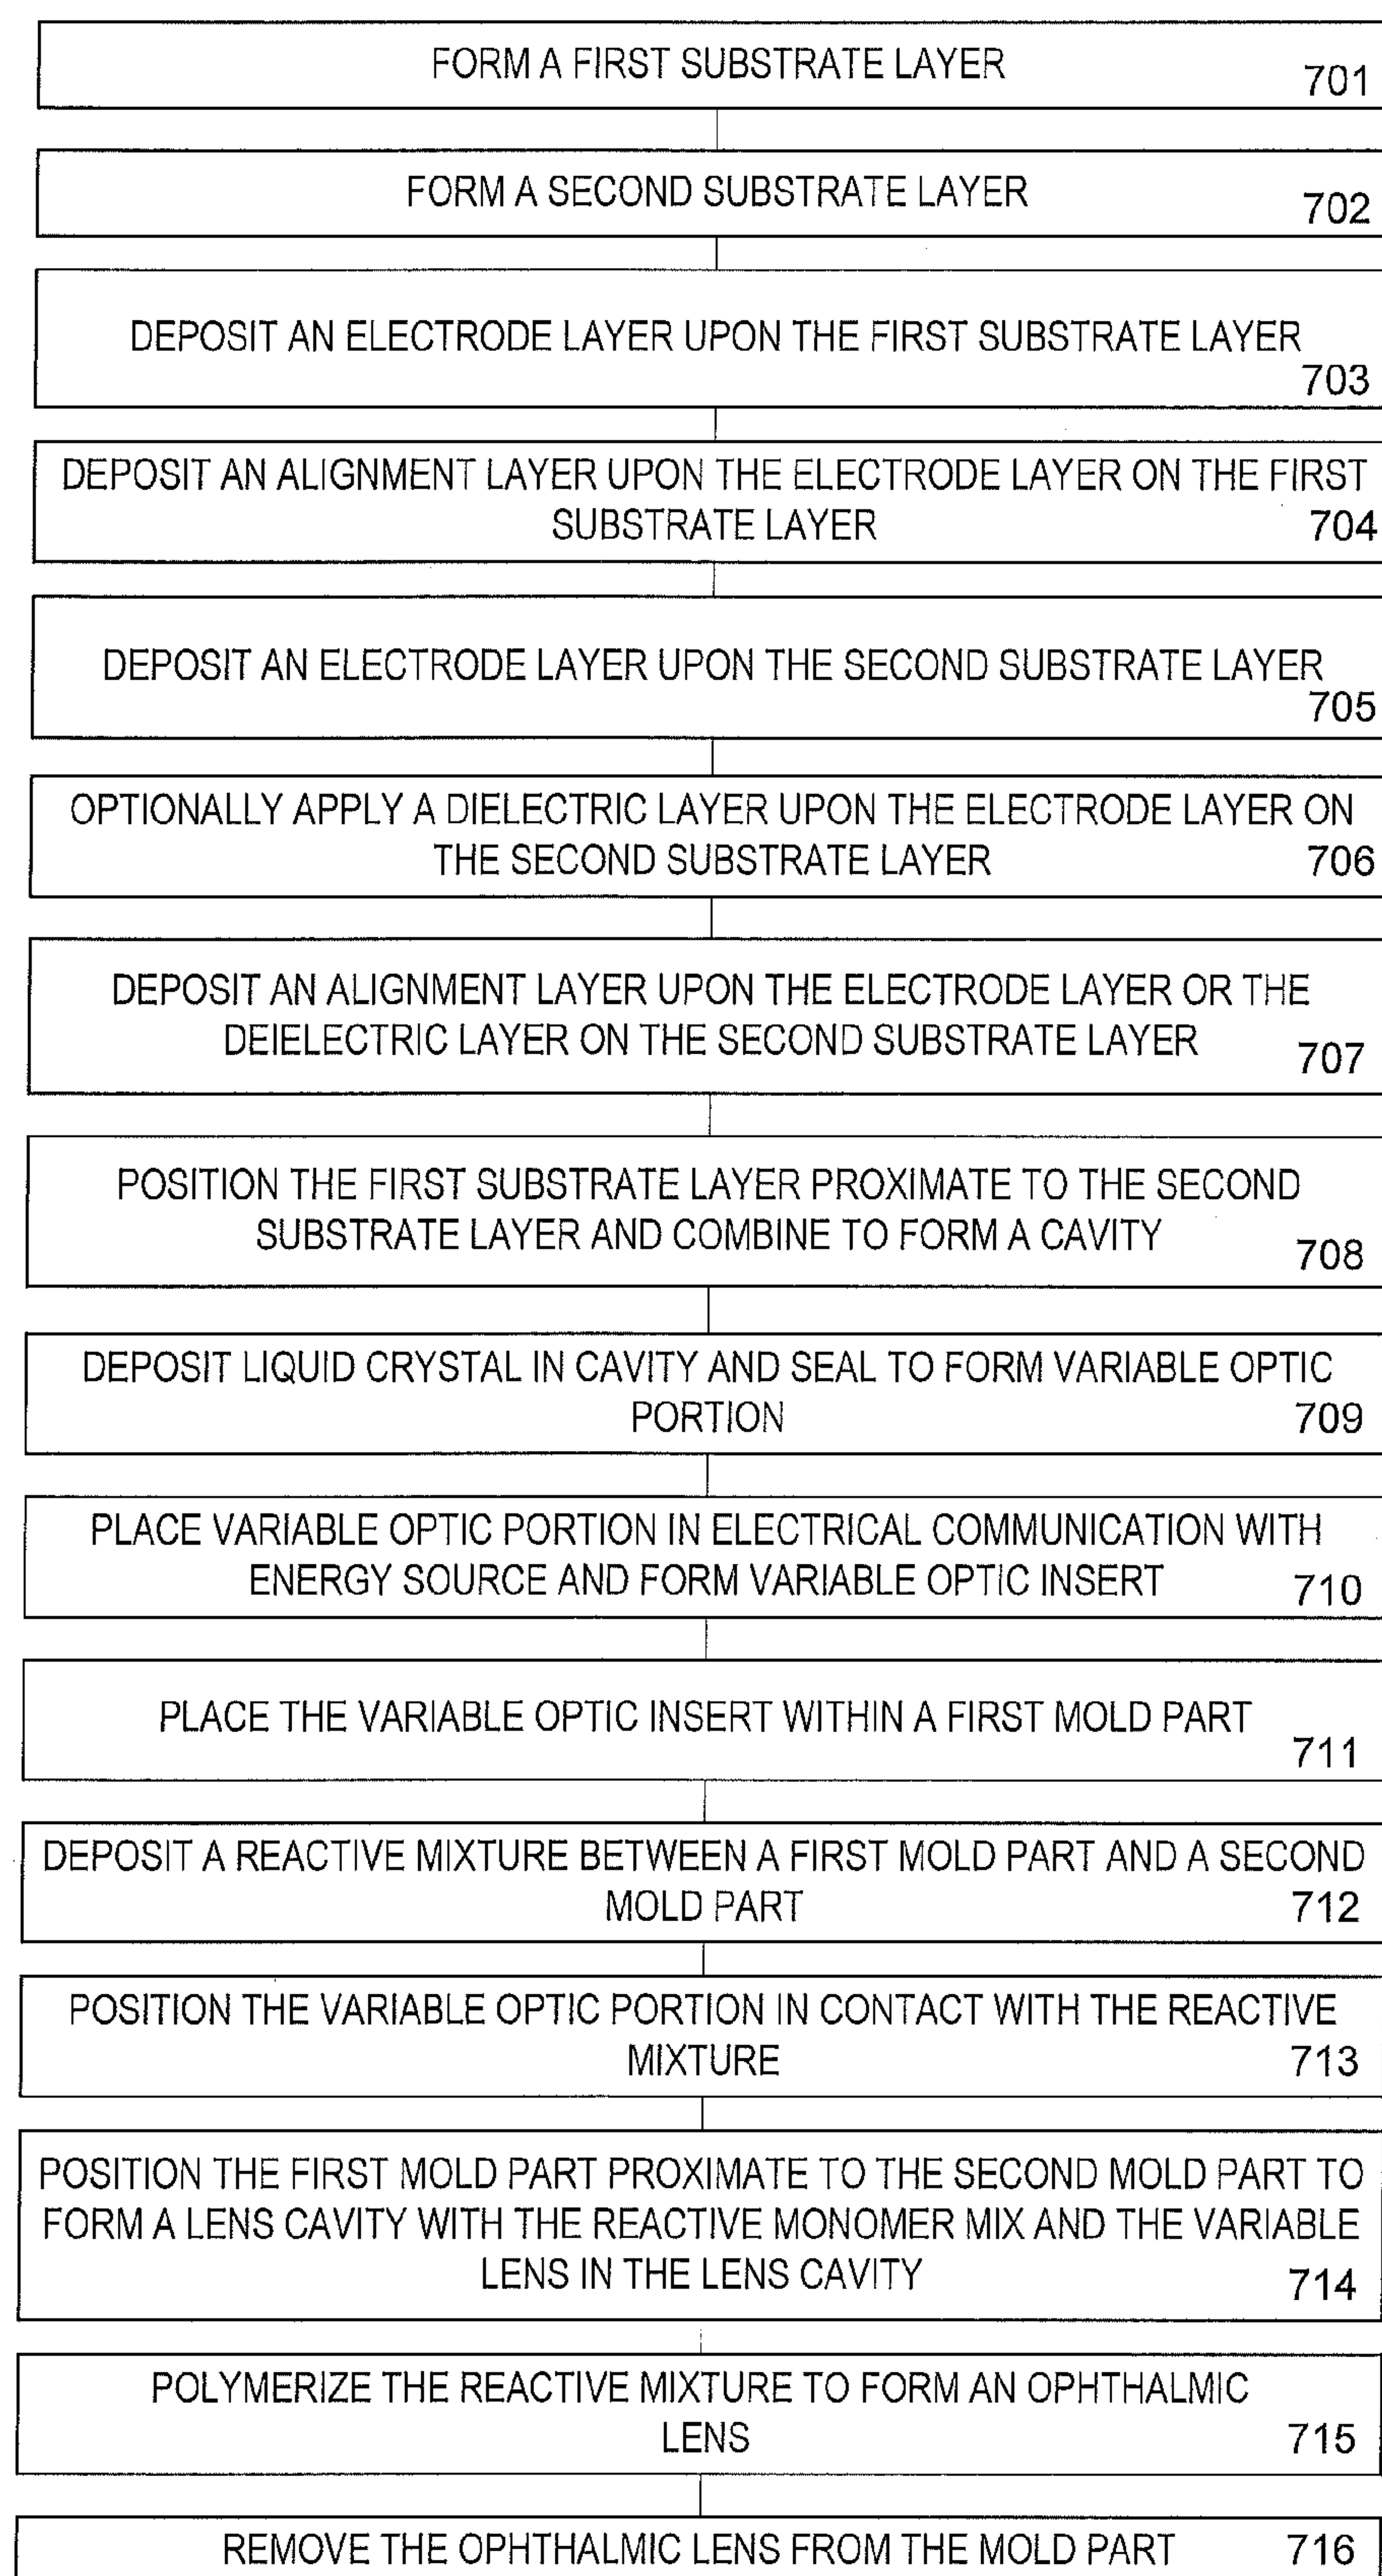 FORM A FIRST SUBSTRATE LAYER
701
FORM A SECOND SUBSTRATE LAYER
702
DEPOSIT AN ELECTRODE LAYER UPON THE FIRST SUBSTRATE LAYER
703
DEPOSIT AN ALIGNMENT LAYER UPON THE ELECTRODE LAYER ON THE FIRST
SUBSTRATE LAYER 704
DEPOSIT AN ELECTRODE LAYER UPON THE SECOND SUBSTRATE LAYER
705
OPTIONALLY APPLY A DIELECTRIC LAYER UPON THE ELECTRODE LAYER ON
THE SECOND SUBSTRATE LAYER 706
DEPOSIT AN ALIGNMENT LAYER UPON THE ELECTRODE LAYER OR THE
DEIELECTRIC LAYER ON THE SECOND SUBSTRATE LAYER 707
POSITION THE FIRST SUBSTRATE LAYER PROXIMATE TO THE SECOND
SUBSTRATE LAYER AND COMBINE TO FORM A CAVITY 708
DEPOSIT LIQUID CRYSTAL IN CAVITY AND SEAL TO FORM VARIABLE OPTIC
PORTION 709
PLACE VARIABLE OPTIC PORTION IN ELECTRICAL COMMUNICATION WITH
ENERGY SOURCE AND FORM VARIABLE OPTIC INSERT 710
PLACE THE VARIABLE OPTIC INSERT WITHIN A FIRST MOLD PART
711
DEPOSIT A REACTIVE MIXTURE BETWEEN A FIRST MOLD PART AND A SECOND
MOLD PART 712
POSITION THE VARIABLE OPTIC PORTION IN CONTACT WITH THE REACTIVE
MIXTURE 713
POSITION THE FIRST MOLD PART PROXIMATE TO THE SECOND MOLD PART TO
FORM A LENS CAVITY WITH THE REACTIVE MONOMER MIX AND THE VARIABLE
LENS IN THE LENS CAVITY 714
POLYMERIZE THE REACTIVE MIXTURE TO FORM AN OPHTHALMIC
LENS 715
REMOVE THE OPHTHALMIC LENS FROM THE MOLD PART 716